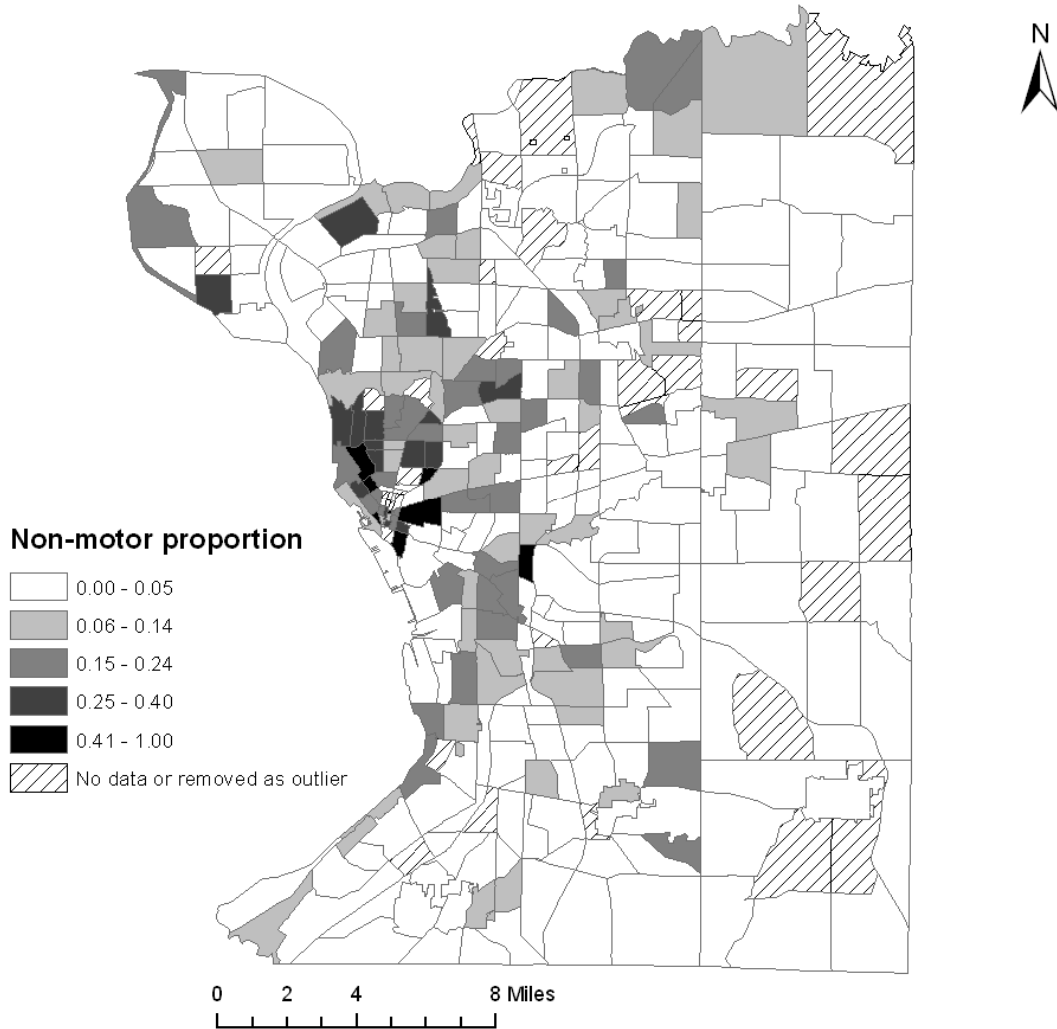 N
Non-motor proportion
0.00 - 0.05
0.06 - 0.14
0.15 - 0.24
0.25 - 0.40
0.41 - 1.00
No data or removed as outlier
0 2 4 8 Miles